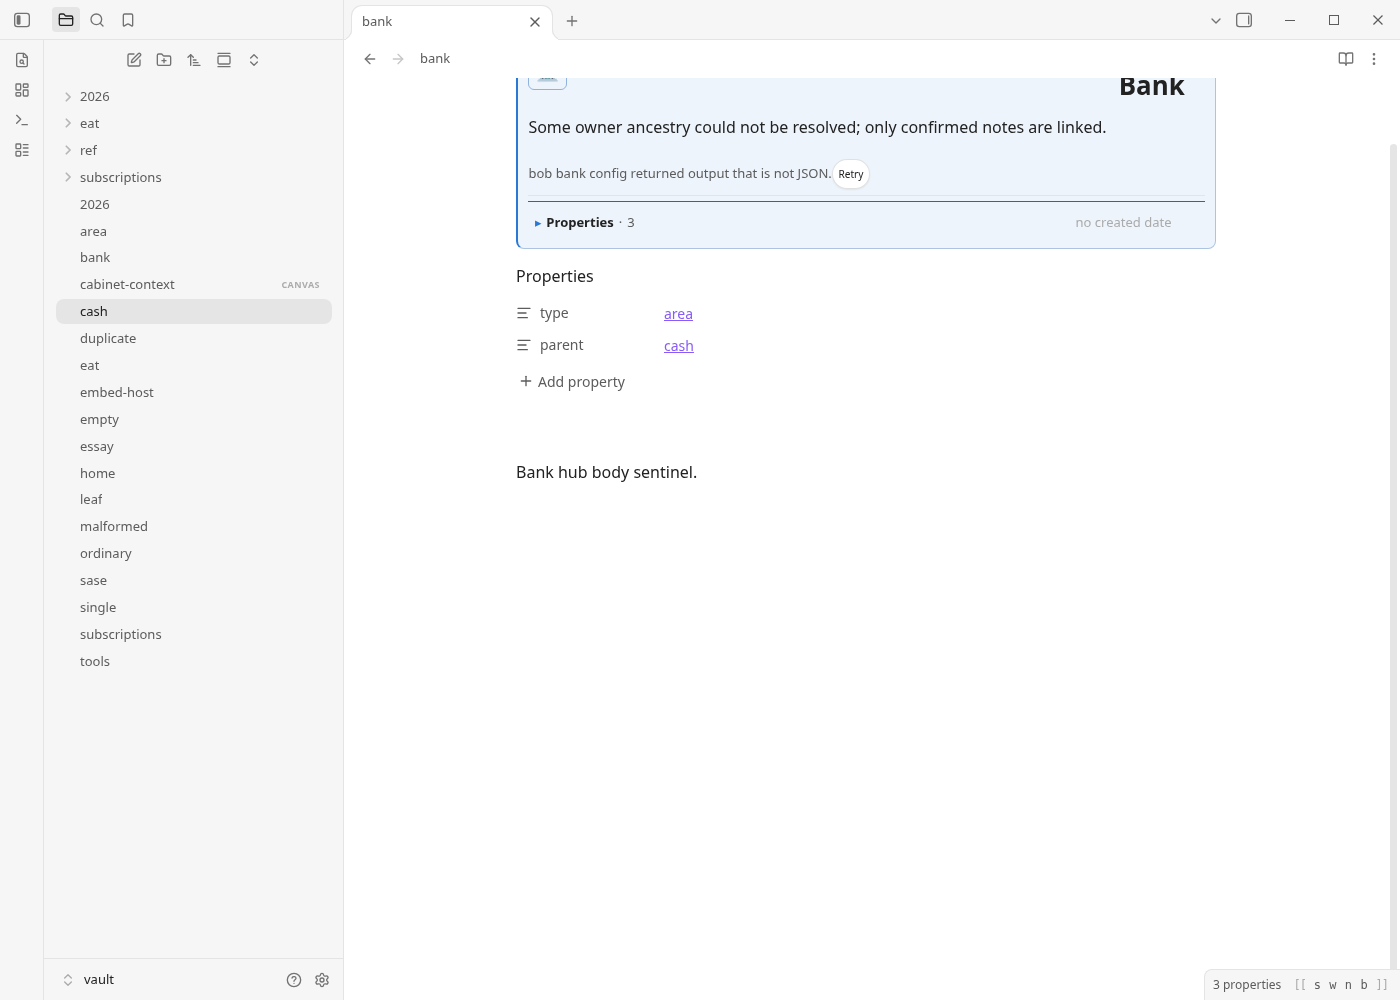 bank
bank
2026
eat
ref
subscriptions
2026
area
bank
cabinet-context CANVAS
cash
duplicate
eat
embed-host
empty
essay
home
leaf
malformed
ordinary
sase
single
subscriptions
tools
vault
Bank
Some owner ancestry could not be resolved; only confirmed notes are linked.
bob bank config returned output that is not JSON. Retry
Properties · 3 no created date
Properties
type area
parent cash
Add property
Bank hub body sentinel.
3 properties [[ s w n b ]]